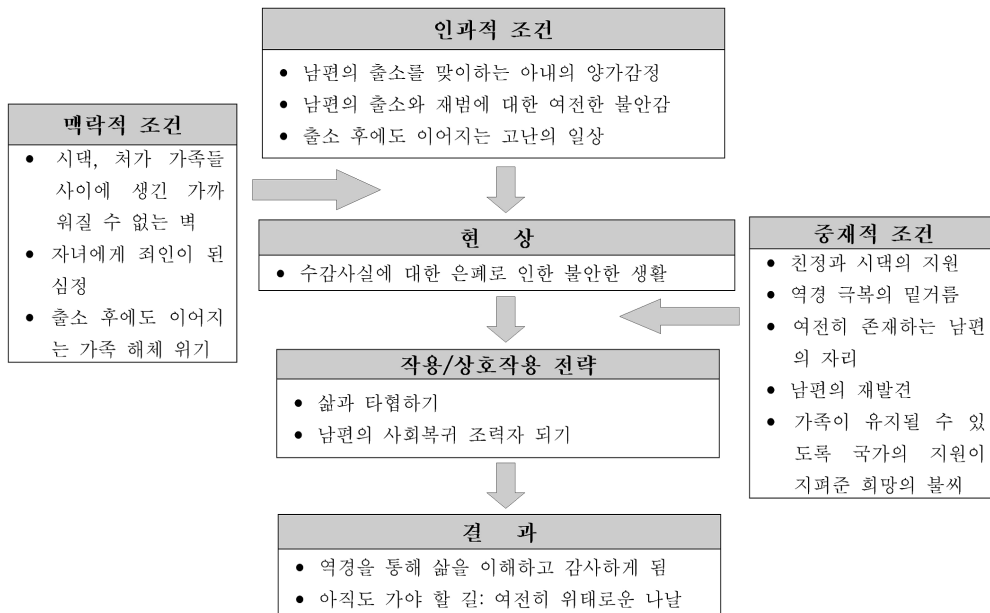 인과적 조건
• 남편의 출소를 맞이하는 아내의 양가감정
• 남편의 출소와 재범에 대한 여전한 불안감
• 출소 후에도 이어지는 고난의 일상
맥락적 조건
• 시댁, 처가 가족들
사이에 생긴 가까
워질 수 없는 벽
• 자녀에게 죄인이 된
심정
• 출소 후에도 이어지
는 가족 해체 위기
현 상
• 수감사실에 대한 은폐로 인한 불안한 생활
중재적 조건
• 친정과 시댁의 지원
• 역경 극복의 밑거름
• 여전히 존재하는 남편
의 자리
• 남편의 재발견
• 가족이 유지될 수 있
도록 국가의 지원이
지펴준 희망의 불씨
작용/상호작용 전략
• 삶과 타협하기
• 남편의 사회복귀 조력자 되기
결 과
• 역경을 통해 삶을 이해하고 감사하게 됨
• 아직도 가야 할 길: 여전히 위태로운 나날